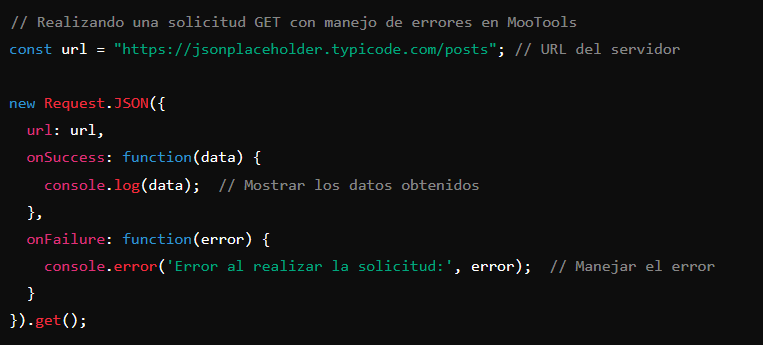 // Realizando una solicitud GET con manejo de errores en MooTools
const url = "https://jsonplaceholder.typicode.com/posts"; // URL del servidor

new Request.JSON({
  url: url,
  onSuccess: function(data) {
    console.log(data);  // Mostrar los datos obtenidos
  },
  onFailure: function(error) {
    console.error('Error al realizar la solicitud:', error);  // Manejar el error
  }
}).get();